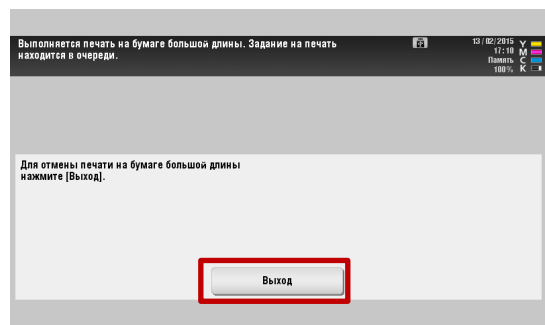 Выполняется печать на бумаге большой длины. Задание на печать
находится в очереди.
13/02/2015
17:10
Память
100%
Y
M
C
K
Для отмены печати на бумаге большой длины
нажмите [Выход].
Выход